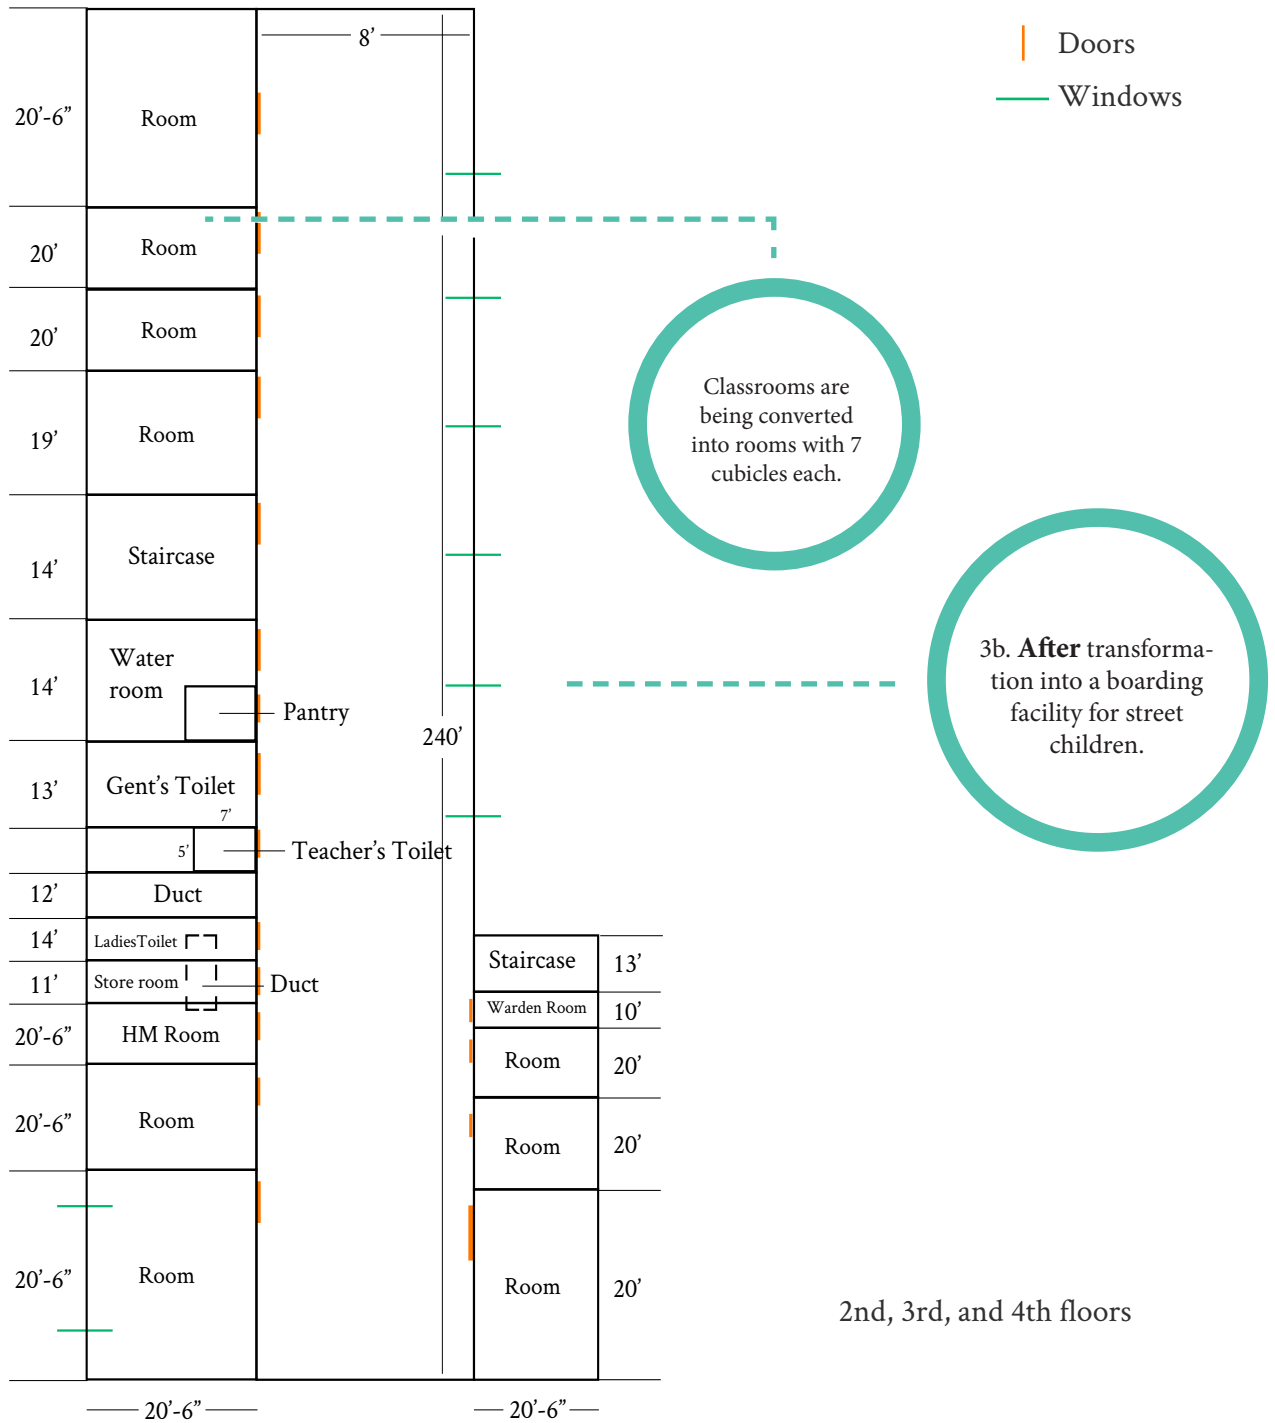 8’
Doors
Windows
20’-6”
Room
20’
Room
20’
Room
19’
Room
Classrooms are
being converted
into rooms with 7
cubicles each.
14’
Staircase
14’
Water
room
Pantry
240’
3b. After transforma-
tion into a boarding
facility for street
children.
13’
Gent’s Toilet
7’
5’
Teacher’s Toilet
12’
Duct
14’
LadiesToilet
11’
Store room
Duct
20’-6”
HM Room
20’-6”
Room
20’-6”
Room
Staircase
13’
Warden Room
10’
Room
20’
Room
20’
Room
20’
2nd, 3rd, and 4th floors
20’-6”
20’-6”